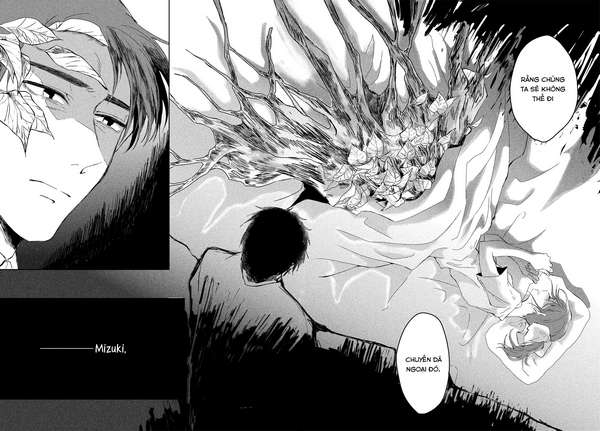 RẰNG CHÚNG
TA SẼ KHÔNG
THỂ ĐI
CHUYẾN DÃ
NGOẠI ĐÓ.
Mizuki,